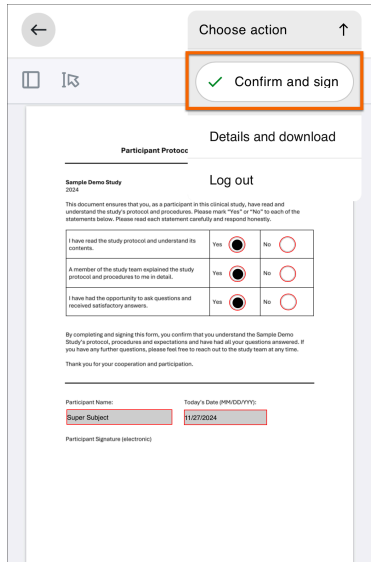 Choose action
Confirm and sign
Details and download
Log out
Participant Protoc
Sample Demo Study
2024
This document ensures that you, as a participant in this clinical study, have read and
understand the study's protocol and procedures. Please mark "Yes" or "No" to each of the
statements below. Please read each statement carefully and respond honestly.
I have read the study protocol and understand its
contents.
Yes
No
A member of the study team explained the study
protocol and procedures to me in detail.
Yes
No
I have had the opportunity to ask questions and
received satisfactory answers.
Yes
No
By completing and signing this form, you confirm that you understand the Sample Demo
Study's protocol, procedures and expectations and have had all your questions answered. If
you have any further questions, please feel free to reach out to the study team at any time.
Thank you for your cooperation and participation.
Participant Name:
Today's Date (MM/DD/YYY):
Super Subject
11/27/2024
Participant Signature (electronic)